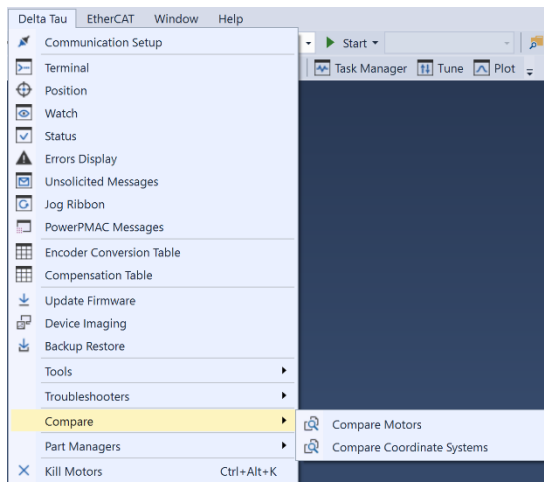 Delta Tau EtherCAT Window Help
Communication Setup
Start
Terminal
Task Manager Tune Plot
Position
Watch
Status
Errors Display
Unsolicited Messages
Jog Ribbon
PowerPMAC Messages
Encoder Conversion Table
Compensation Table
Update Firmware
Device Imaging
Backup Restore
Tools
Troubleshooters
Compare
Compare Motors
Part Managers
Compare Coordinate Systems
Kill Motors Ctrl+Alt+K